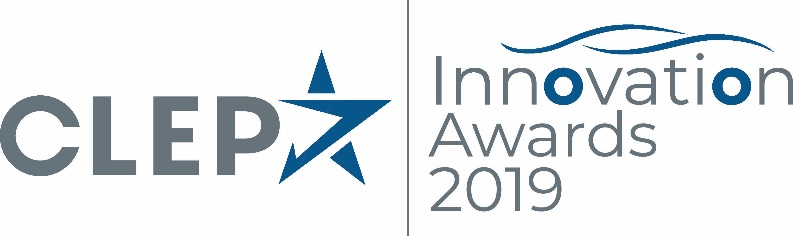 CLEPA
Innovation
Awards
2019